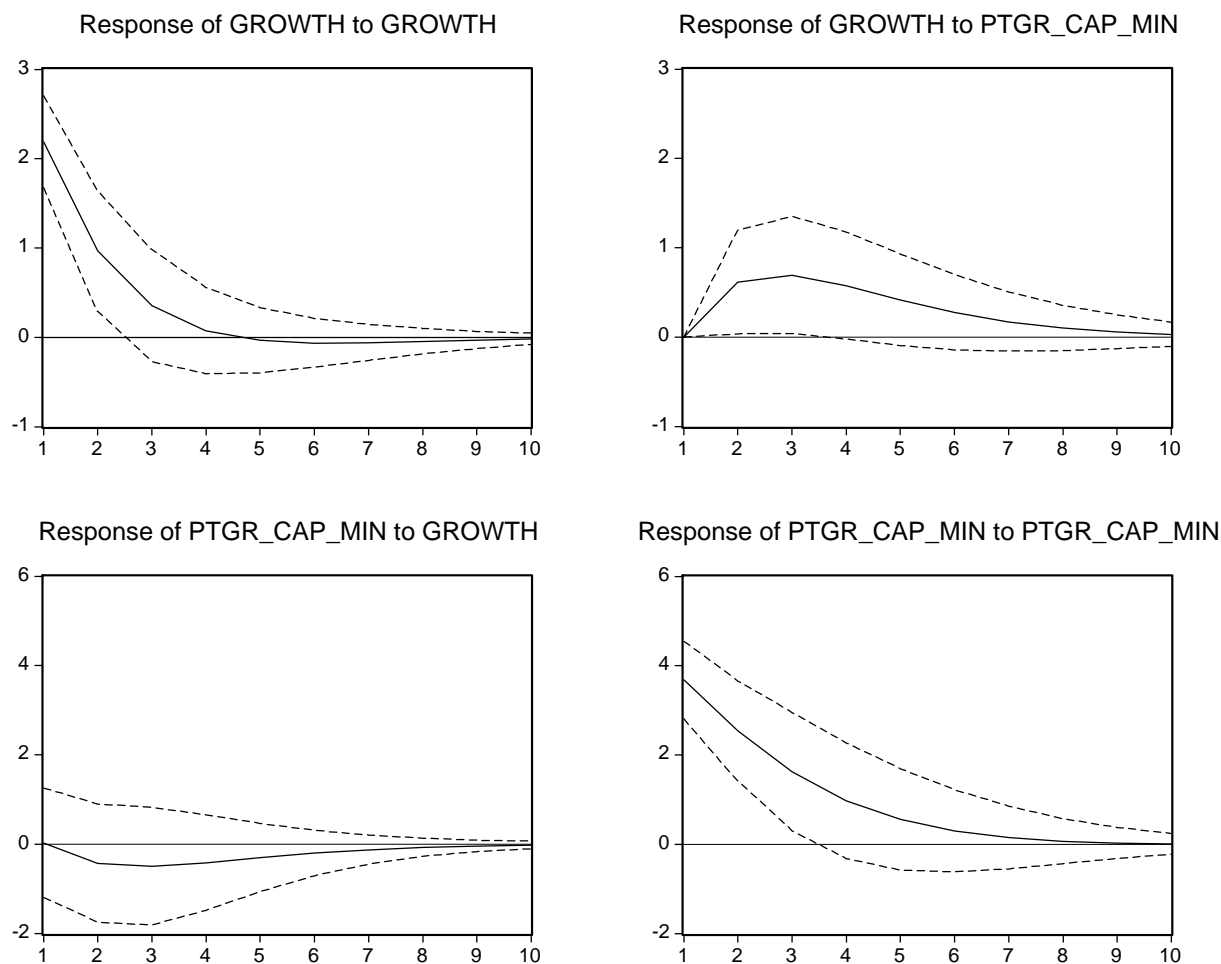 Response of GROWTH to GROWTH
3
2
1
0
-1
1 2 3 4 5 6 7 8 9 10
Response of GROWTH to PTGR_CAP_MIN
3
2
1
0
-1
1 2 3 4 5 6 7 8 9 10
Response of PTGR_CAP_MIN to GROWTH
6
4
2
0
-2
1 2 3 4 5 6 7 8 9 10
Response of PTGR_CAP_MIN to PTGR_CAP_MIN
6
4
2
0
-2
1 2 3 4 5 6 7 8 9 10